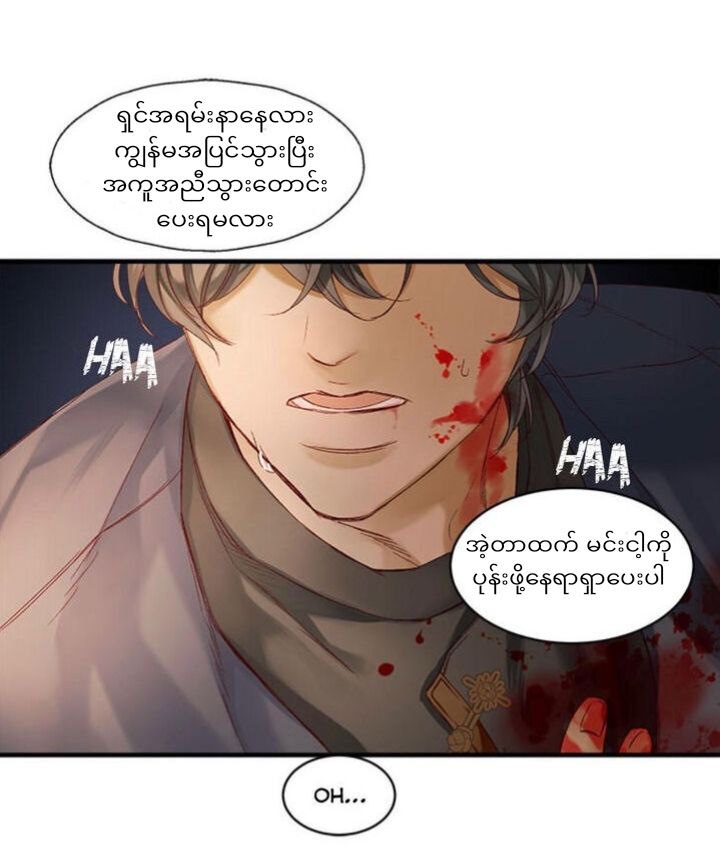 ရှင်အရမ်းနာနေလား
ကျွန်မအပြင်သွားပြီး
အကူအညီသွားတောင်း
ပေးရမလား
HAA
HAA
အဲ့တာထက် မင်းငါ့ကို
ပုန်းဖို့နေရာရှာပေးပါ
OH...